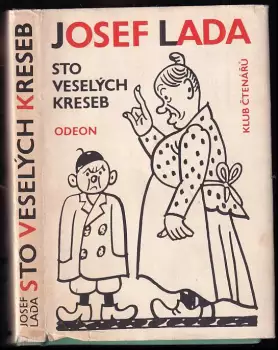 JOSEF LADA
STO
VESELÝCH
KRESEB
ODEON
KLUB ČTENÁŘŮ
JOSEF
LADA
STO VESELÝCH KRESEB